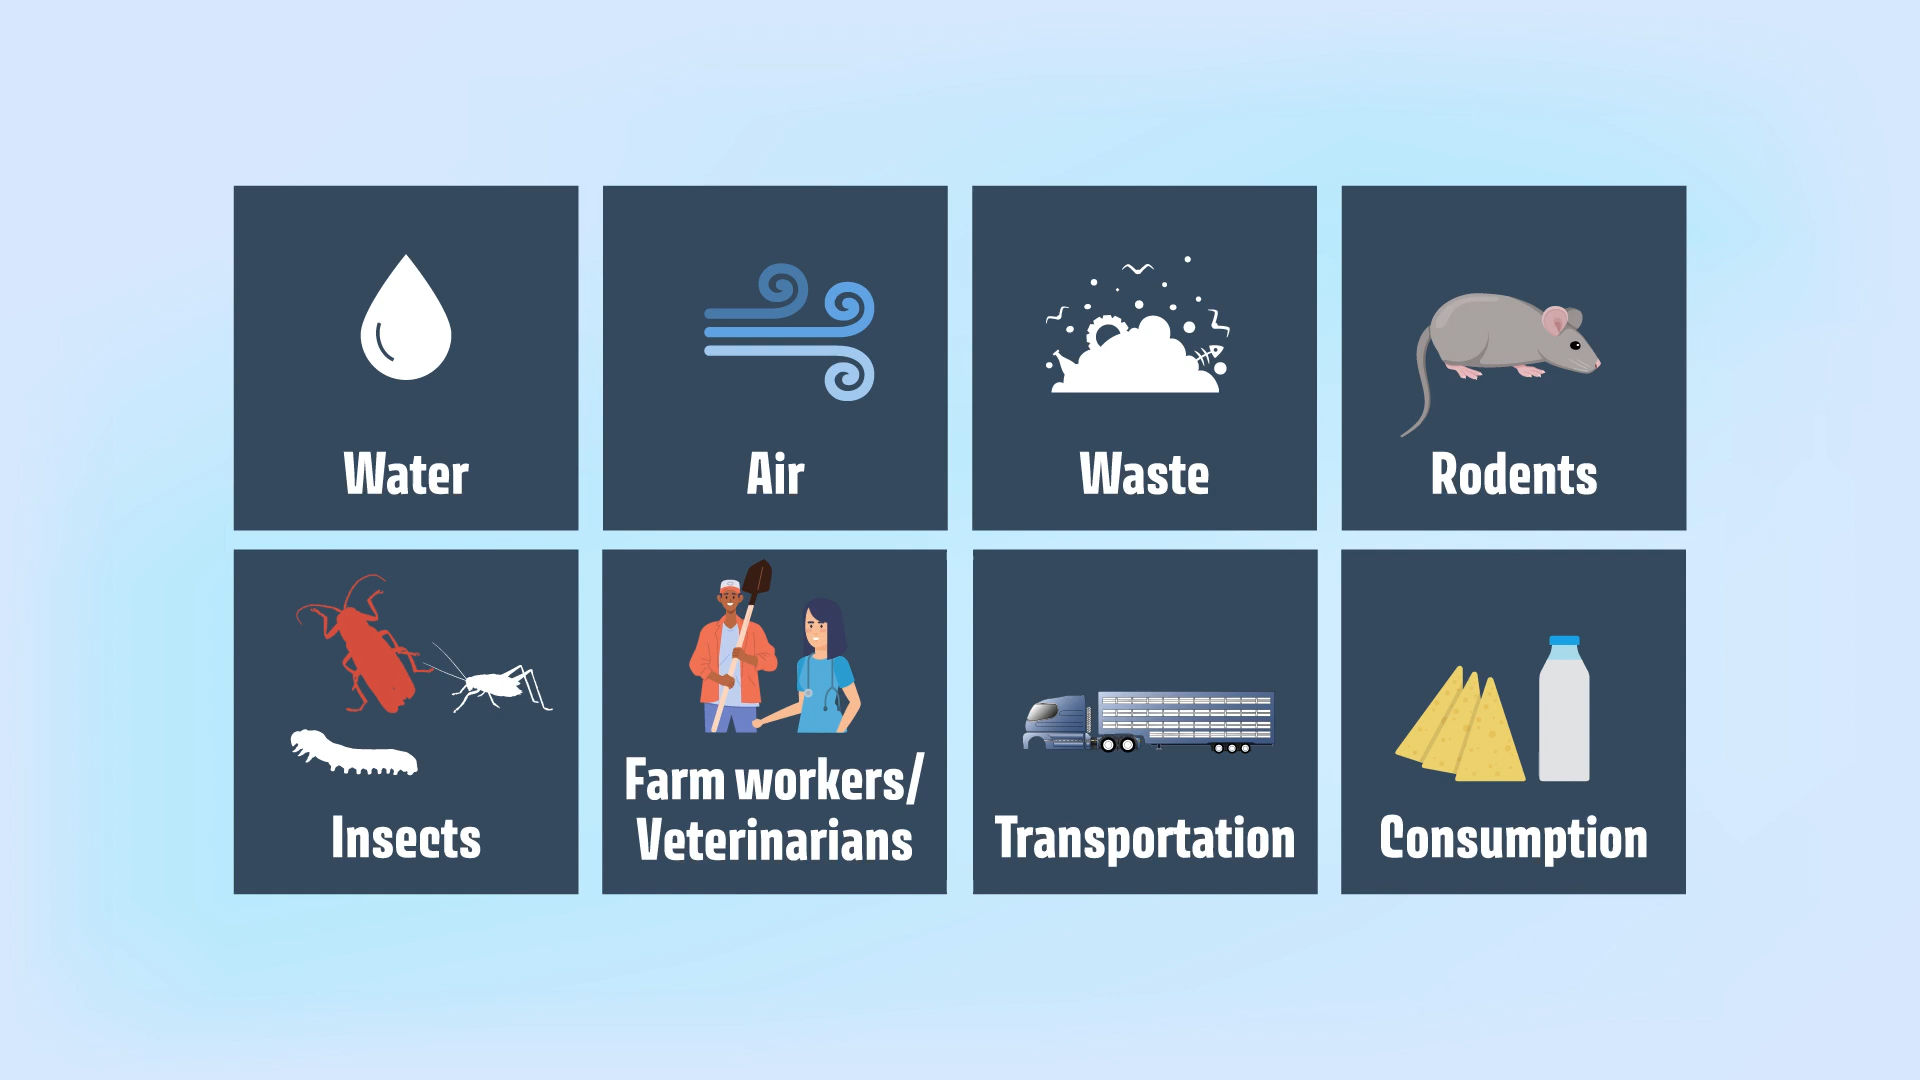 Water
Air
Waste
Rodents
Insects
Farm workers/
Veterinarians
Transportation
Consumption